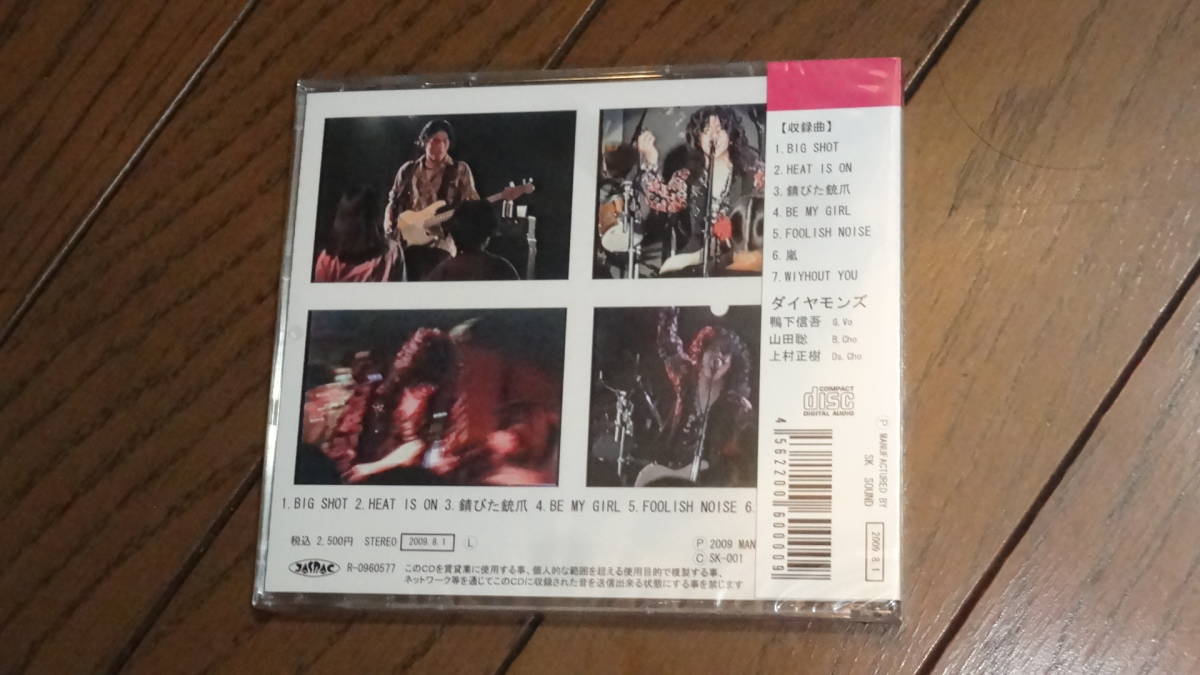 1. BIG SHOT 2. HEAT IS ON 3. 錆びた銃爪 4. BE MY GIRL 5. FOOLISH NOISE 6.
税込 2,500円 STEREO 2009.8.1 L
P 2009 MAN
C SK-001
JASRAC R-0960577 このCDを賃貸業に使用する事、個人的な範囲を超える使用目的で複製する事、
ネットワーク等を通じてこのCDに収録された音を送信出来る状態にする事を禁じます
【収録曲】
1. BIG SHOT
2. HEAT IS ON
3. 錆びた銃爪
4. BE MY GIRL
5. FOOLISH NOISE
6. 嵐
7. WIYHOUT YOU
ダイヤモンズ
鴨下信吾 G.Vo
山田聡 B.Cho
上村正樹 Ds.Cho
COMPACT
disc
DIGITAL AUDIO
4562200600009
P MANUFACTURED BY
SK SOUND
2009.8.1